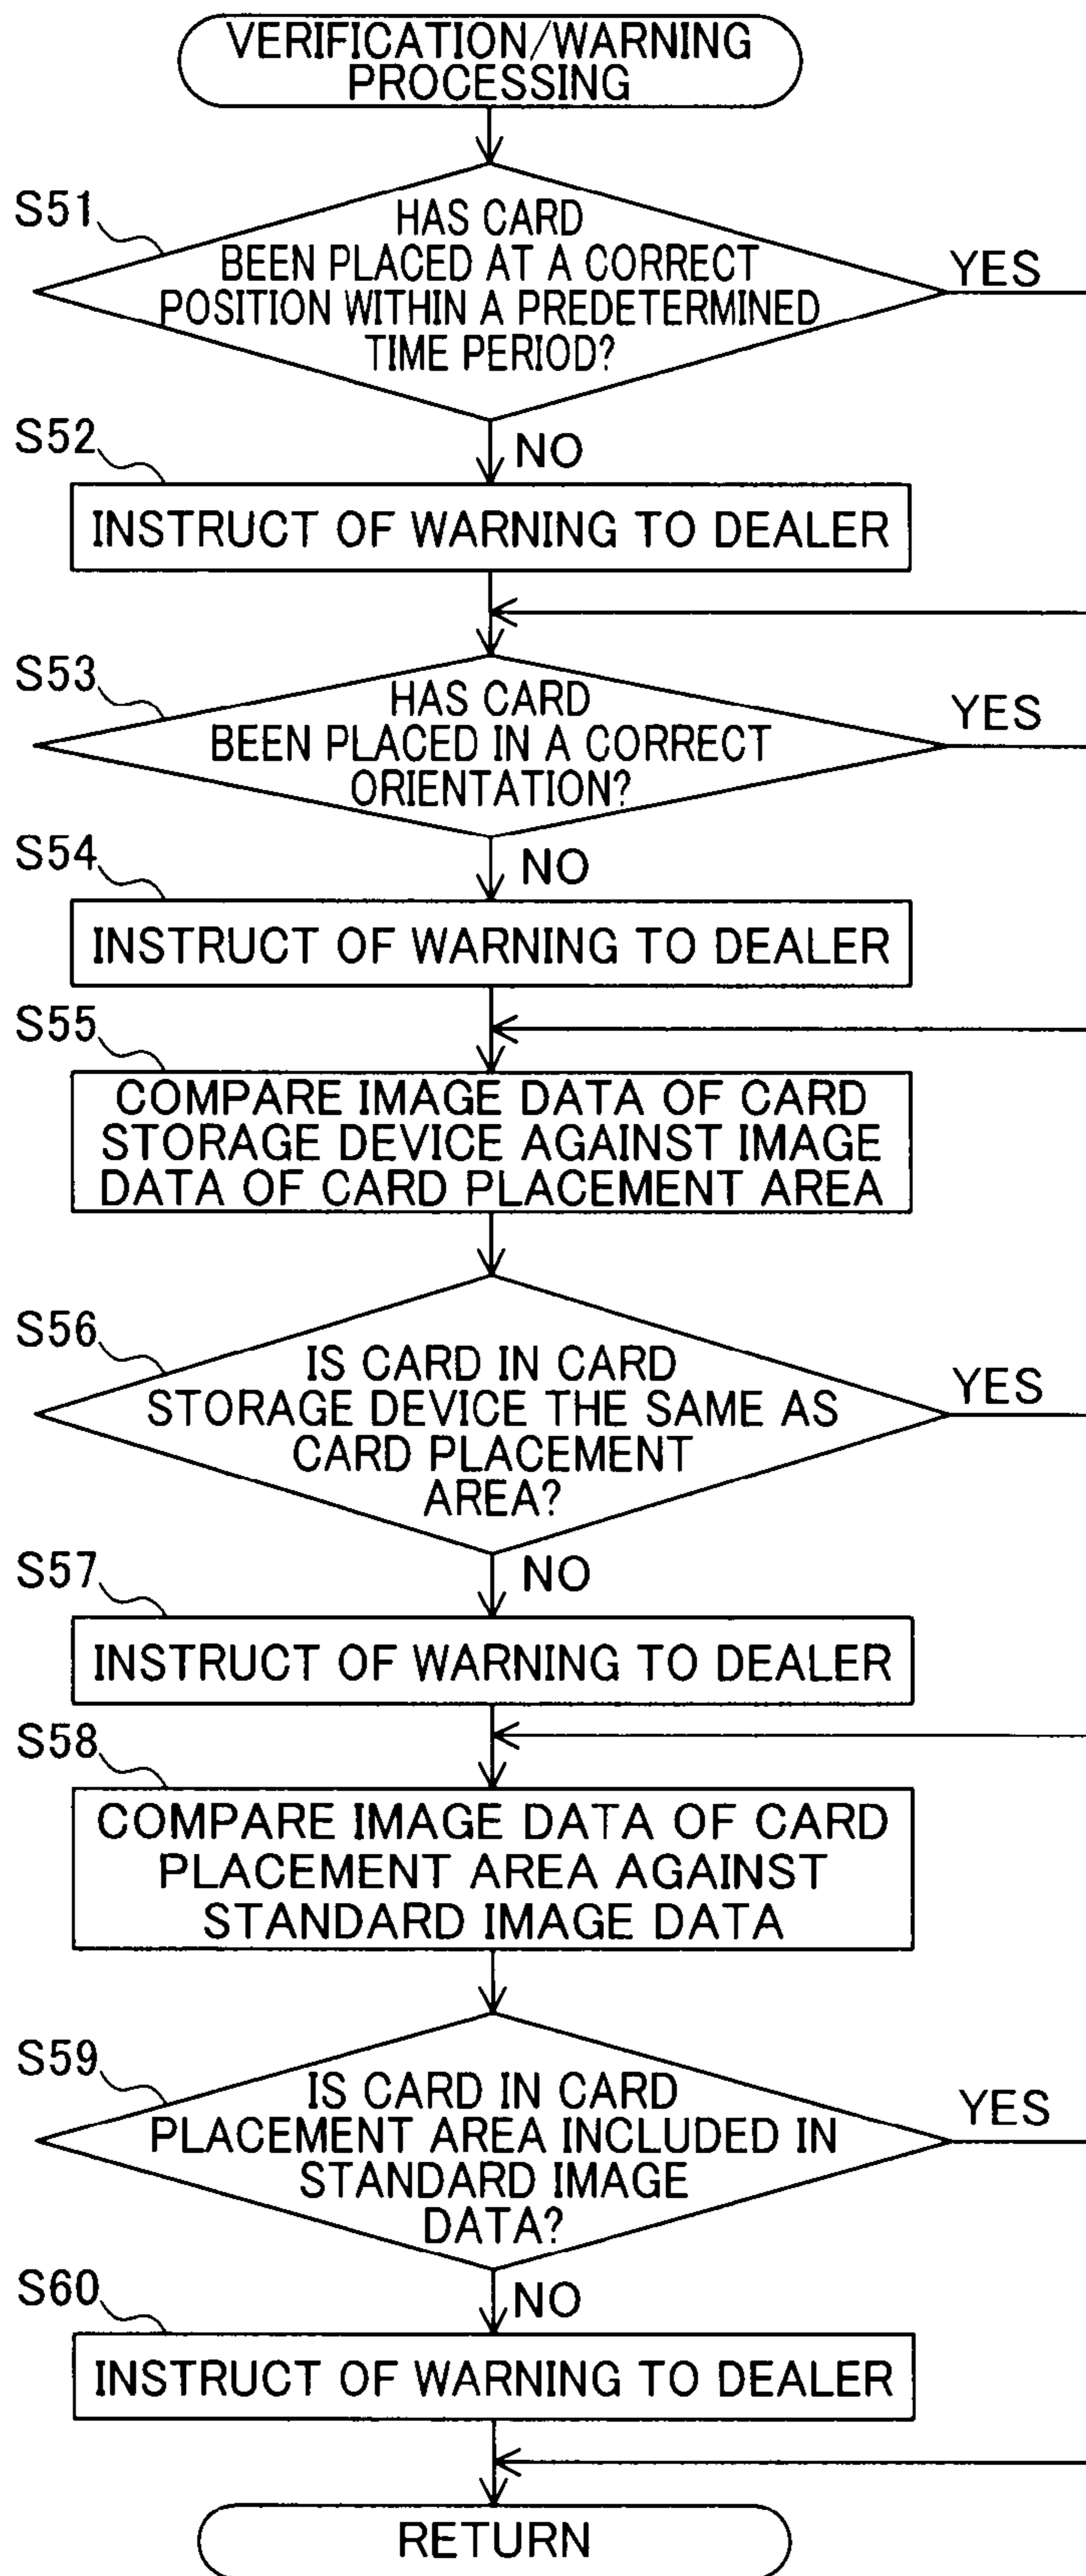 VERIFICATION/WARNING
PROCESSING
S51
HAS CARD
BEEN PLACED AT A CORRECT
POSITION WITHIN A PREDETERMINED
TIME PERIOD?
YES
NO
S52
INSTRUCT OF WARNING TO DEALER
S53
HAS CARD
BEEN PLACED IN A CORRECT
ORIENTATION?
YES
NO
S54
INSTRUCT OF WARNING TO DEALER
S55
COMPARE IMAGE DATA OF CARD
STORAGE DEVICE AGAINST IMAGE
DATA OF CARD PLACEMENT AREA
S56
IS CARD IN CARD
STORAGE DEVICE THE SAME AS
CARD PLACEMENT
AREA?
YES
NO
S57
INSTRUCT OF WARNING TO DEALER
S58
COMPARE IMAGE DATA OF CARD
PLACEMENT AREA AGAINST
STANDARD IMAGE DATA
S59
IS CARD IN CARD
PLACEMENT AREA INCLUDED IN
STANDARD IMAGE
DATA?
YES
NO
S60
INSTRUCT OF WARNING TO DEALER
RETURN